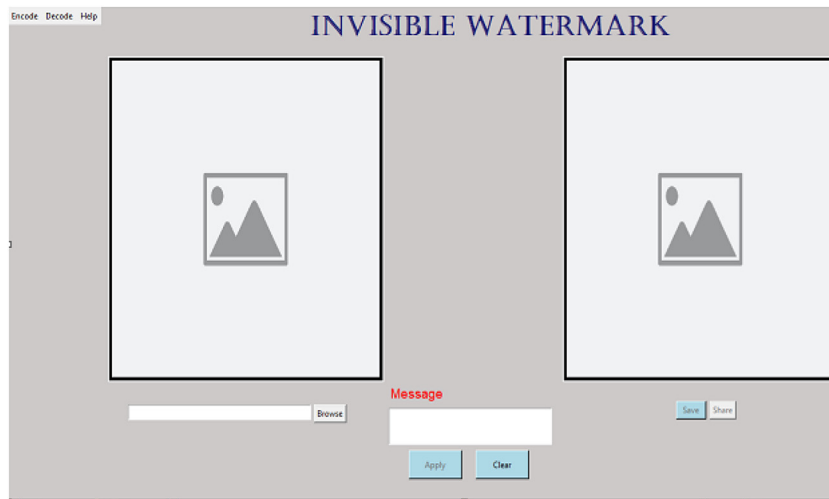 Encode Decode Help
INVISIBLE WATERMARK
Message
Browse
Save Share
Apply Clear